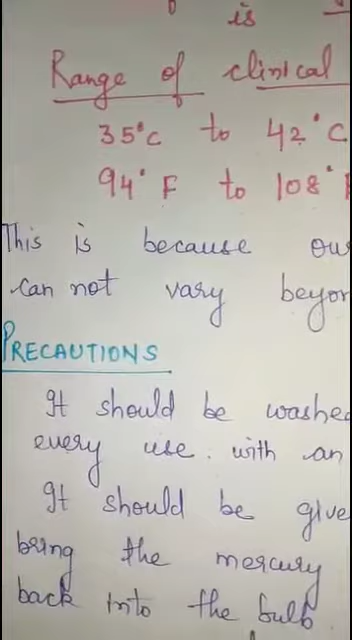 is
Range of clinical
35°C to 42°C
94°F to 108°F
This is because our
can not vary
PRECAUTIONS
It should be washed
every use. with an
It should be
bring the mercury
back into the bulb